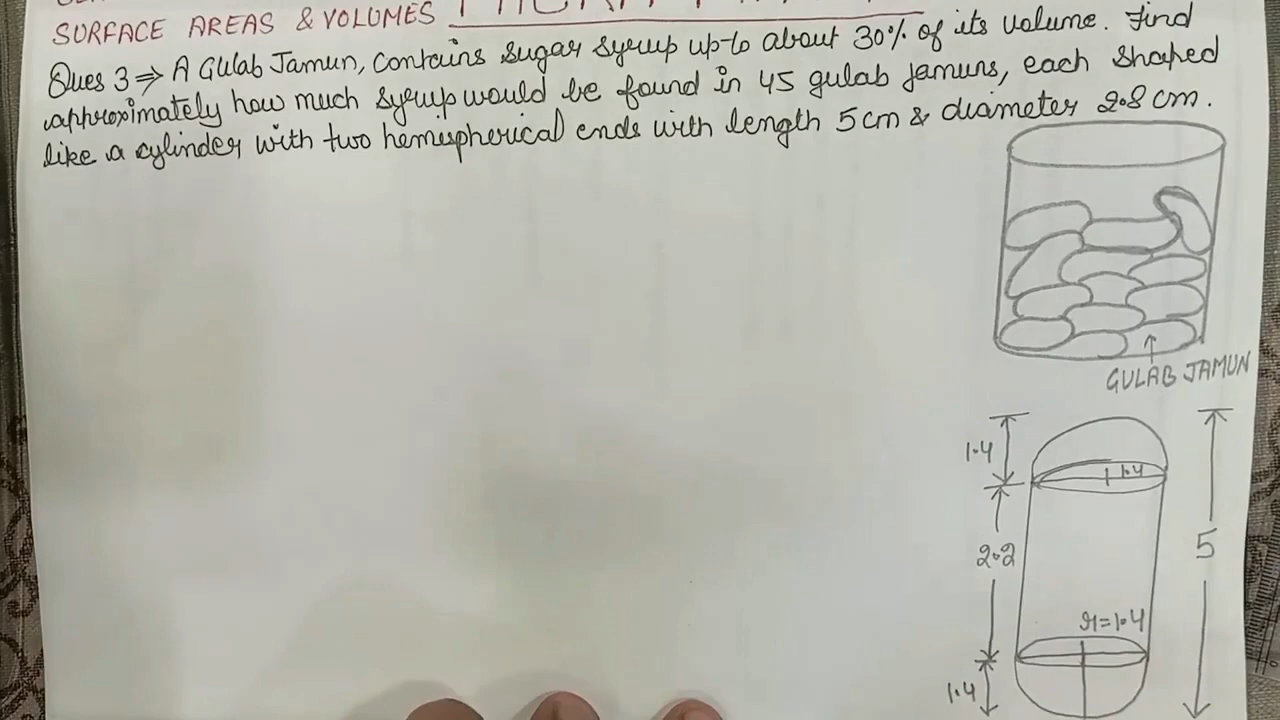 SURFACE AREAS & VOLUMES
Ques 3 ⇒ A Gulab Jamun, contains sugar syrup up-to about 30% of its volume. Find
approximately how much syrup would be found in 45 gulab jamuns, each shaped
like a cylinder with two hemispherical ends with length 5 cm & diameter 2.8 cm.
GULAB JAMUN
1.4
1.4
2.2
5
r=1.4
1.4